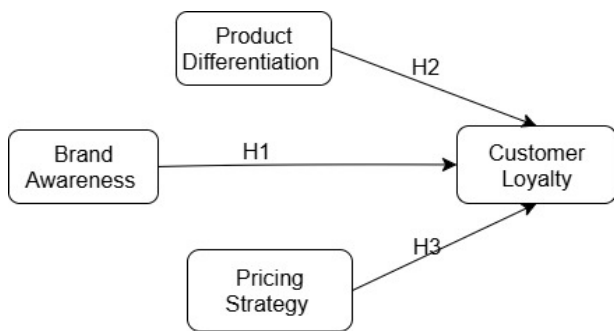 Product
Differentiation
H2
Brand
Awareness
H1
Customer
Loyalty
H3
Pricing
Strategy